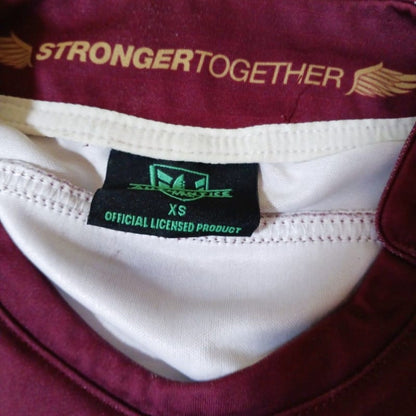 STRONGERTOGETHER
XS
OFFICIAL LICENSED PRODUCT